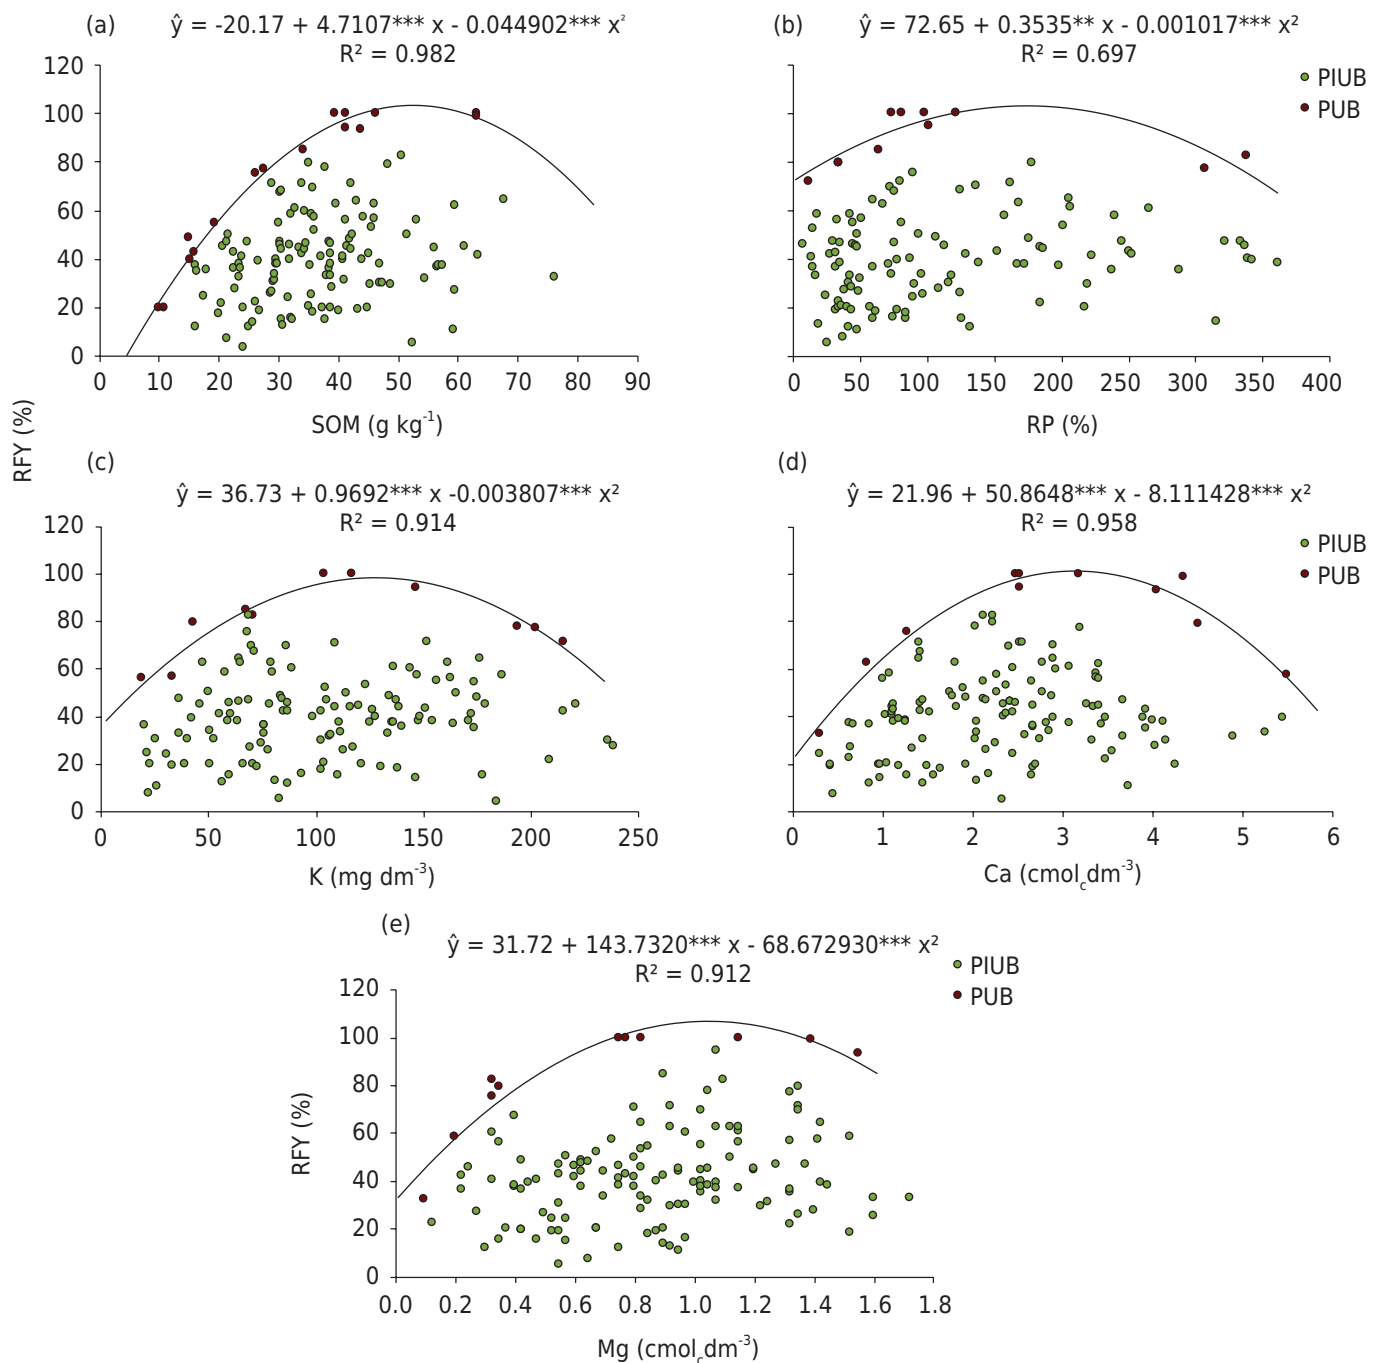 (a) ŷ = -20.17 + 4.7107*** x - 0.044902*** x²
R² = 0.982
(b) ŷ = 72.65 + 0.3535** x - 0.001017*** x²
R² = 0.697
120
100
80
60
40
20
0
0 10 20 30 40 50 60 70 80 90
SOM (g kg⁻¹)
0 50 100 150 200 250 300 350 400
RP (%)
PIUB
PUB
RFY (%)
(c)
ŷ = 36.73 + 0.9692*** x -0.003807*** x²
R² = 0.914
(d)
ŷ = 21.96 + 50.8648*** x - 8.111428*** x²
R² = 0.958
120
100
80
60
40
20
0
0 50 100 150 200 250
K (mg dm⁻³)
0 1 2 3 4 5 6
Ca (cmol꜀dm⁻³)
PIUB
PUB
(e)
ŷ = 31.72 + 143.7320*** x - 68.672930*** x²
R² = 0.912
PIUB
PUB
120
100
80
60
40
20
0
RFY (%)
0.0 0.2 0.4 0.6 0.8 1.0 1.2 1.4 1.6 1.8
Mg (cmol꜀dm⁻³)